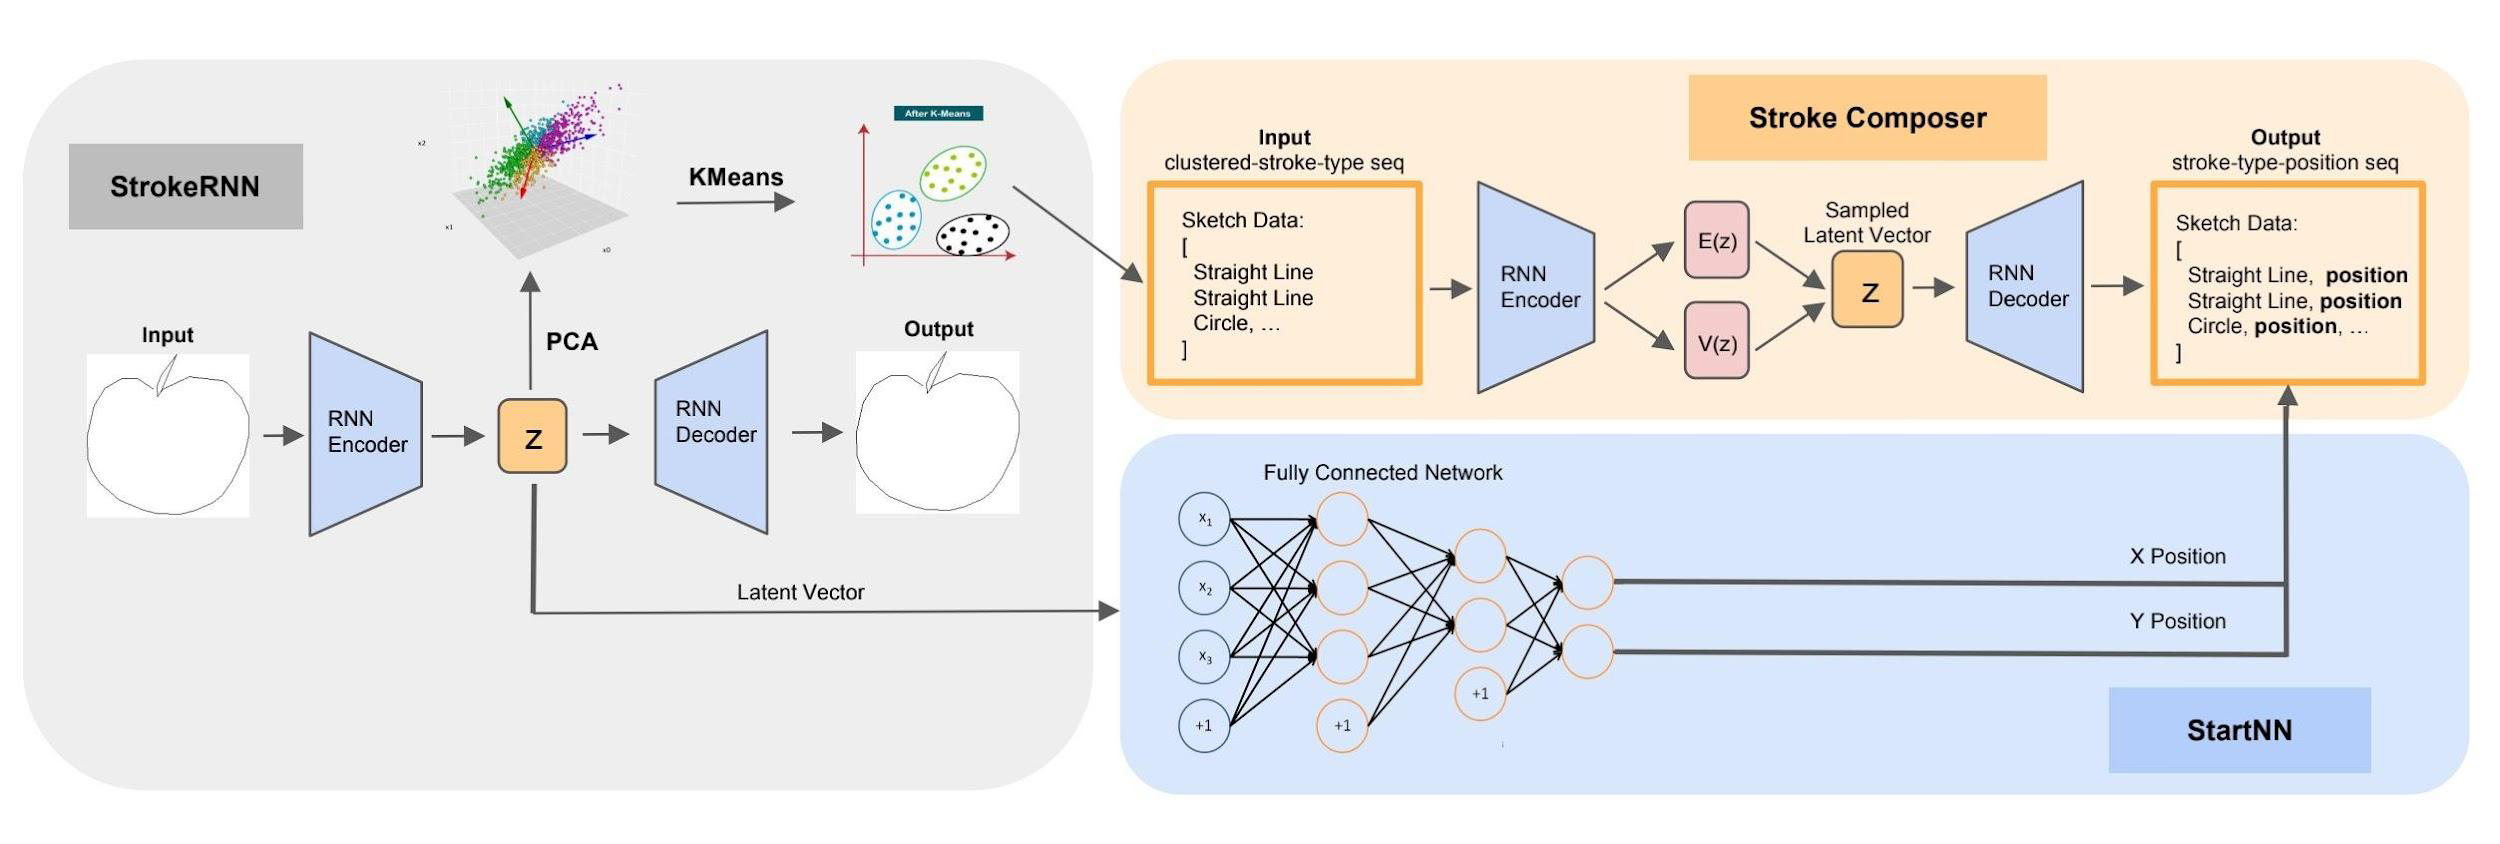 StrokeRNN
x2
x1
x0
KMeans
After K-Means
PCA
Input
RNN
Encoder
z
RNN
Decoder
Output
Latent Vector
Stroke Composer
Input
clustered-stroke-type seq
Sketch Data:
[
Straight Line
Straight Line
Circle, ...
]
RNN
Encoder
E(z)
V(z)
Sampled
Latent Vector
z
RNN
Decoder
Output
stroke-type-position seq
Sketch Data:
[
Straight Line, position
Straight Line, position
Circle, position, ...
]
Fully Connected Network
x1
x2
x3
+1
+1
+1
X Position
Y Position
StartNN